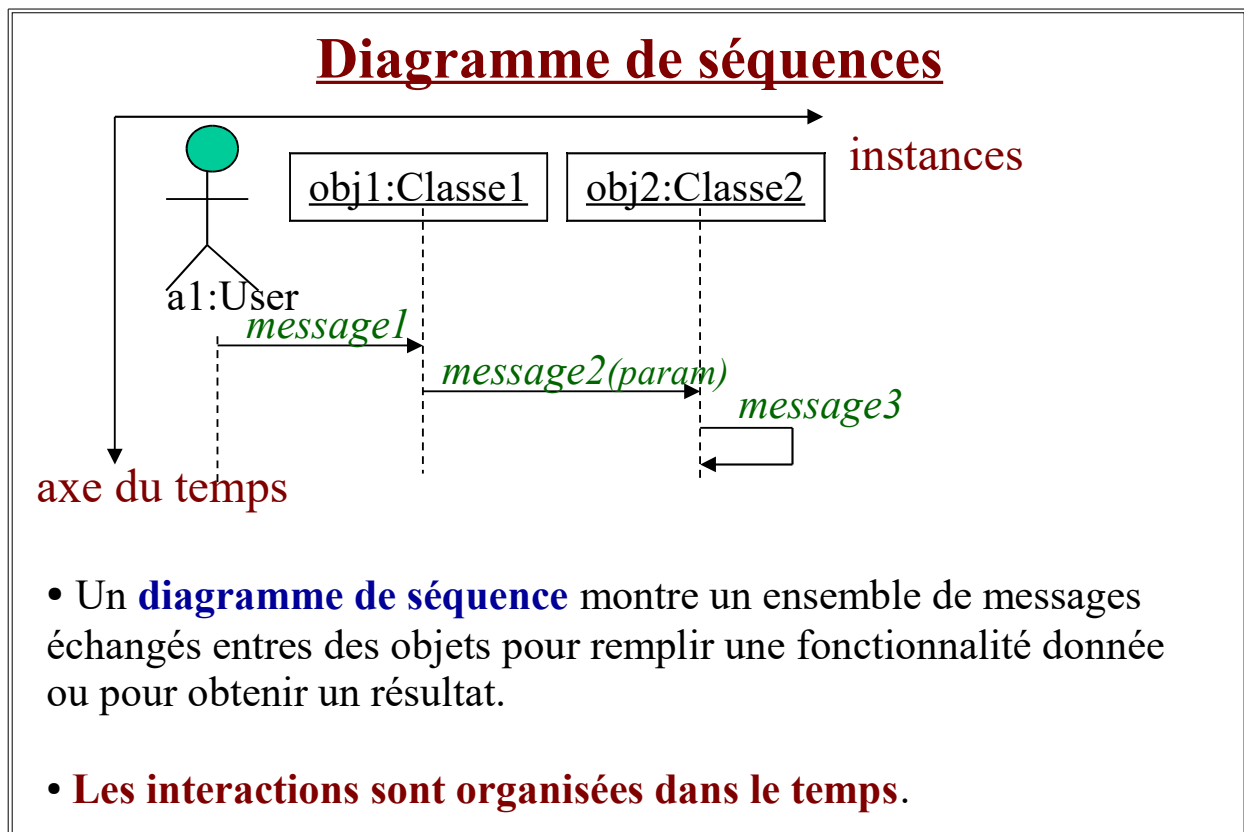 Diagramme de séquences
instances
obj1:Classe1
obj2:Classe2
a1:User
message1
message2(param)
message3
axe du temps
• Un diagramme de séquence montre un ensemble de messages
échangés entres des objets pour remplir une fonctionnalité donnée
ou pour obtenir un résultat.
• Les interactions sont organisées dans le temps.